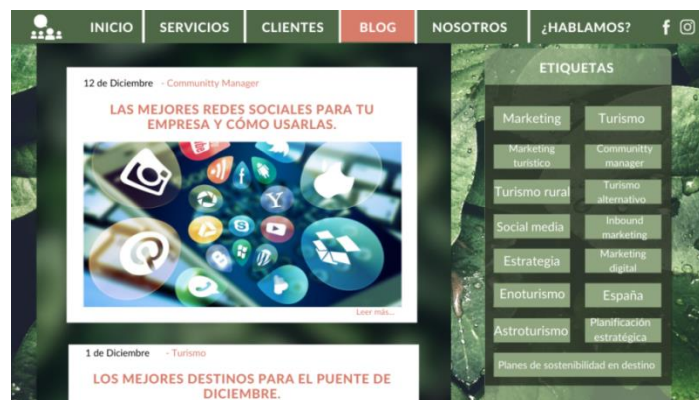 INICIO SERVICIOS CLIENTES BLOG NOSOTROS ¿HABLAMOS?
12 de Diciembre - Communitty Manager
LAS MEJORES REDES SOCIALES PARA TU
EMPRESA Y CÓMO USARLAS.
Leer más...
1 de Diciembre - Turismo
LOS MEJORES DESTINOS PARA EL PUENTE DE
DICIEMBRE.
ETIQUETAS
Marketing Turismo
Marketing
turístico
Communitty
manager
Turismo rural
Turismo
alternativo
Social media
Inbound
marketing
Estrategia
Marketing
digital
Enoturismo España
Astroturismo
Planificación
estratégica
Planes de sostenibilidad en destino